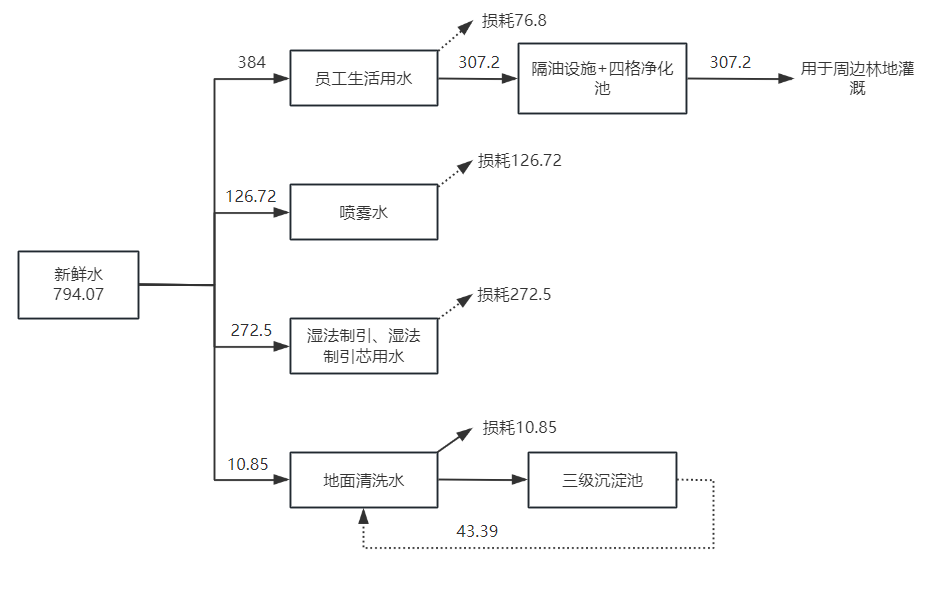 损耗76.8
384
员工生活用水
307.2
隔油设施+四格净化
池
307.2
用于周边林地灌
溉
损耗126.72
126.72
喷雾水
新鲜水
794.07
损耗272.5
272.5
湿法制引、湿法
制引芯用水
损耗10.85
10.85
地面清洗水
三级沉淀池
43.39